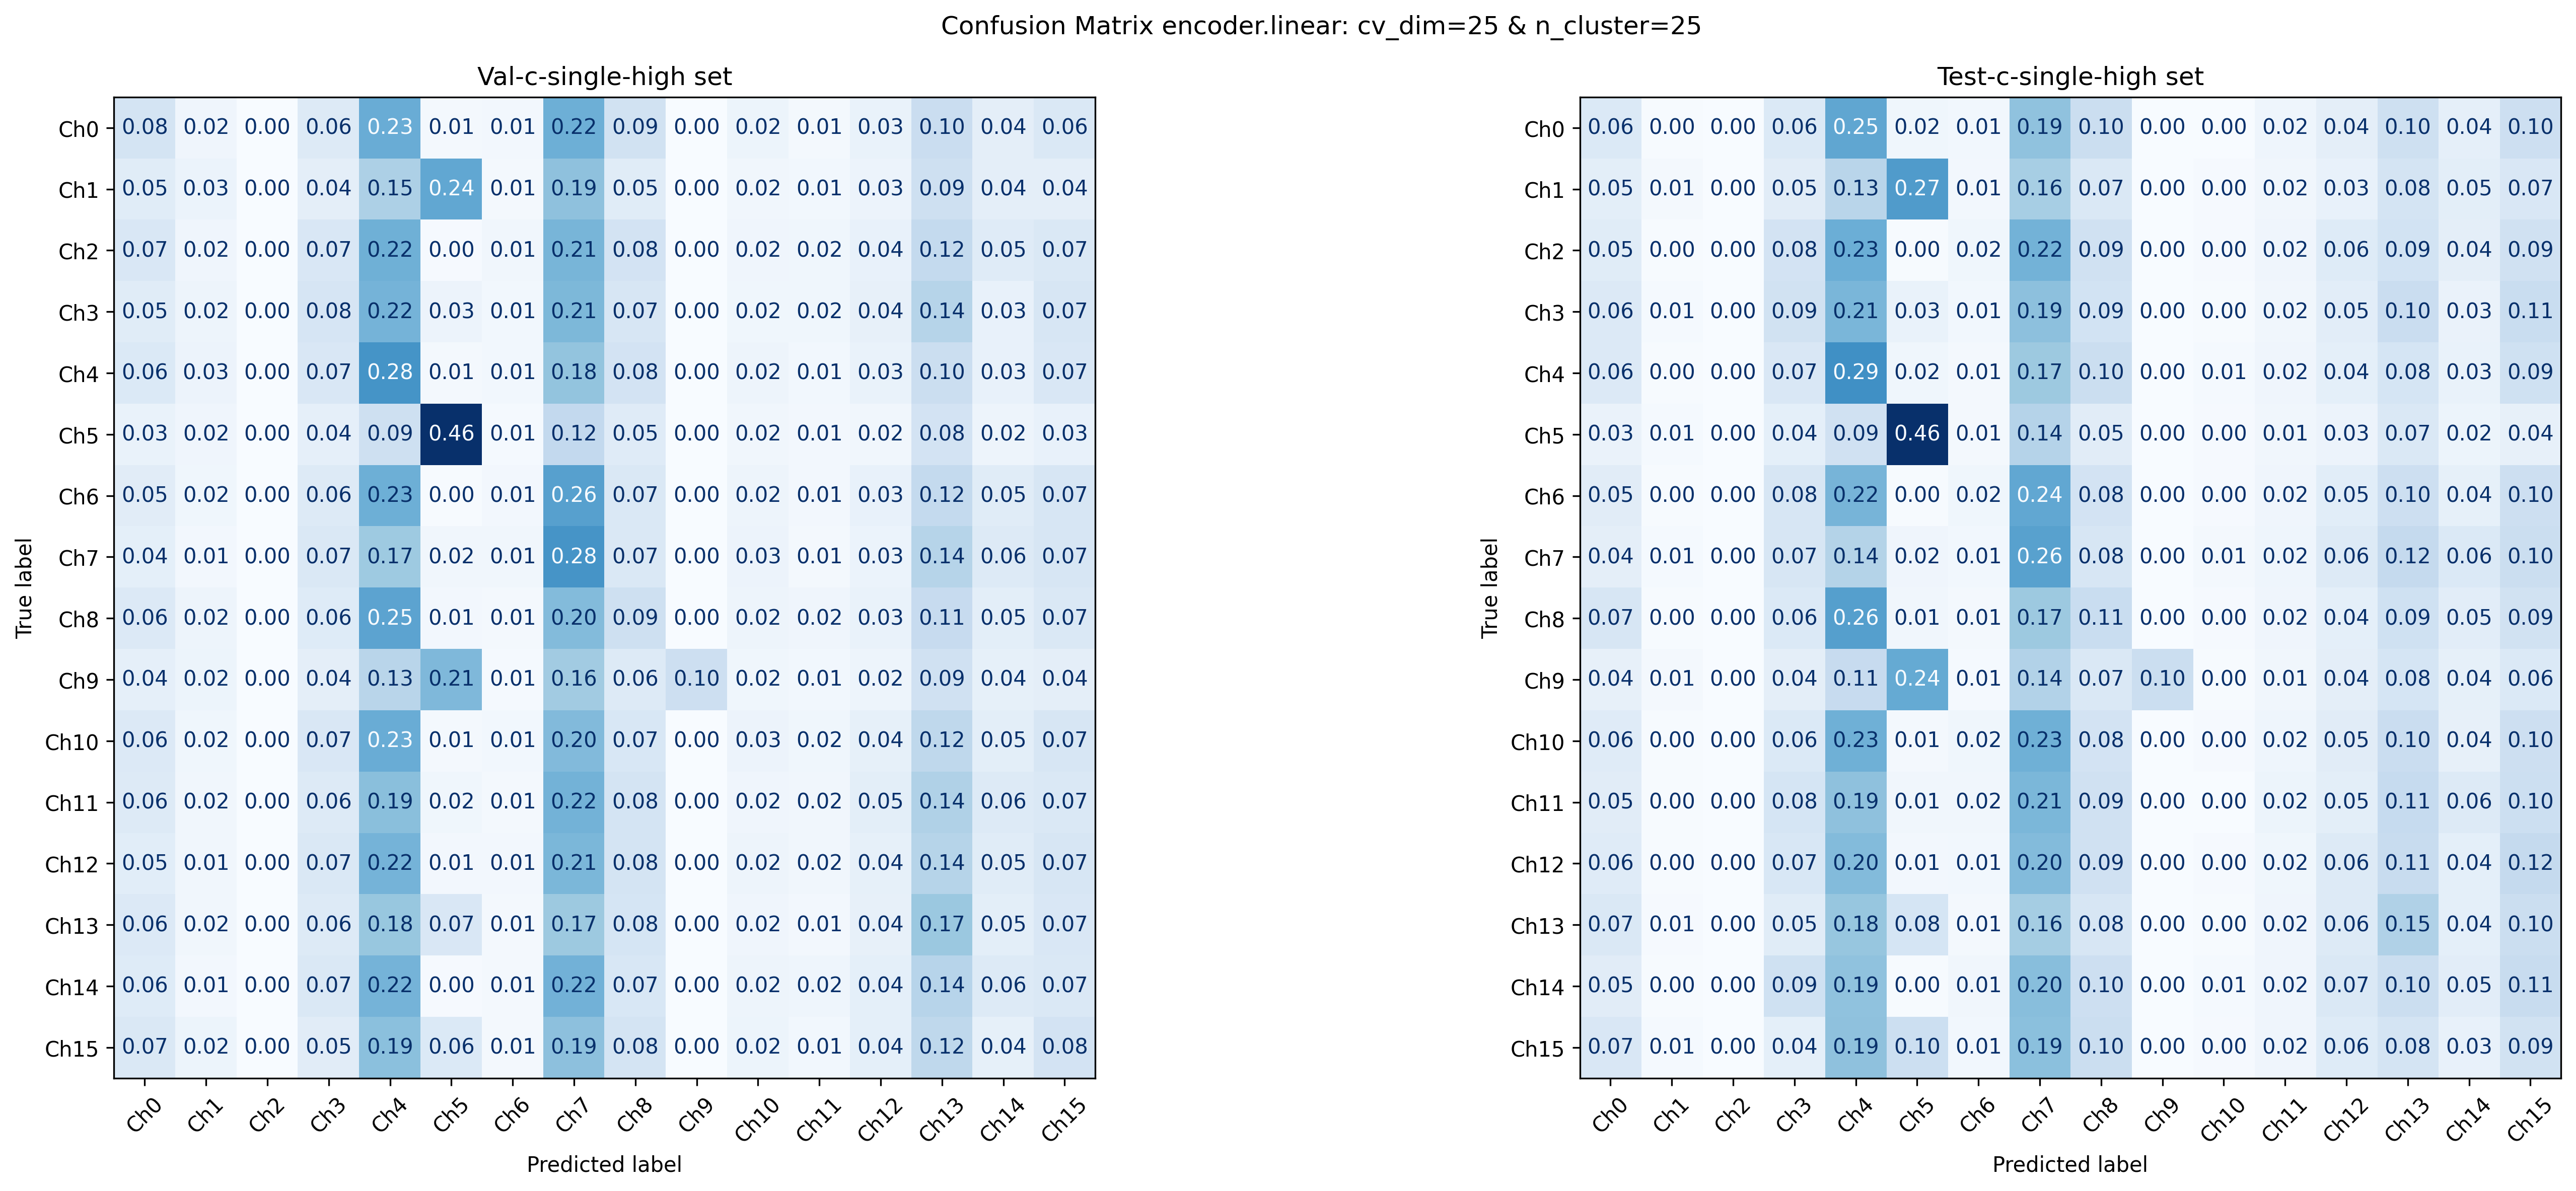 Confusion Matrix encoder.linear: cv_dim=25 & n_cluster=25
Val-c-single-high set
True label
Ch0 0.08 0.02 0.00 0.06 0.23 0.01 0.01 0.22 0.09 0.00 0.02 0.01 0.03 0.10 0.04 0.06
Ch1 0.05 0.03 0.00 0.04 0.15 0.24 0.01 0.19 0.05 0.00 0.02 0.01 0.03 0.09 0.04 0.04
Ch2 0.07 0.02 0.00 0.07 0.22 0.00 0.01 0.21 0.08 0.00 0.02 0.02 0.04 0.12 0.05 0.07
Ch3 0.05 0.02 0.00 0.08 0.22 0.03 0.01 0.21 0.07 0.00 0.02 0.02 0.04 0.14 0.03 0.07
Ch4 0.06 0.03 0.00 0.07 0.28 0.01 0.01 0.18 0.08 0.00 0.02 0.01 0.03 0.10 0.03 0.07
Ch5 0.03 0.02 0.00 0.04 0.09 0.46 0.01 0.12 0.05 0.00 0.02 0.01 0.02 0.08 0.02 0.03
Ch6 0.05 0.02 0.00 0.06 0.23 0.00 0.01 0.26 0.07 0.00 0.02 0.01 0.03 0.12 0.05 0.07
Ch7 0.04 0.01 0.00 0.07 0.17 0.02 0.01 0.28 0.07 0.00 0.03 0.01 0.03 0.14 0.06 0.07
Ch8 0.06 0.02 0.00 0.06 0.25 0.01 0.01 0.20 0.09 0.00 0.02 0.02 0.03 0.11 0.05 0.07
Ch9 0.04 0.02 0.00 0.04 0.13 0.21 0.01 0.16 0.06 0.10 0.02 0.01 0.02 0.09 0.04 0.04
Ch10 0.06 0.02 0.00 0.07 0.23 0.01 0.01 0.20 0.07 0.00 0.03 0.02 0.04 0.12 0.05 0.07
Ch11 0.06 0.02 0.00 0.06 0.19 0.02 0.01 0.22 0.08 0.00 0.02 0.02 0.05 0.14 0.06 0.07
Ch12 0.05 0.01 0.00 0.07 0.22 0.01 0.01 0.21 0.08 0.00 0.02 0.02 0.04 0.14 0.05 0.07
Ch13 0.06 0.02 0.00 0.06 0.18 0.07 0.01 0.17 0.08 0.00 0.02 0.01 0.04 0.17 0.05 0.07
Ch14 0.06 0.01 0.00 0.07 0.22 0.00 0.01 0.22 0.07 0.00 0.02 0.02 0.04 0.14 0.06 0.07
Ch15 0.07 0.02 0.00 0.05 0.19 0.06 0.01 0.19 0.08 0.00 0.02 0.01 0.04 0.12 0.04 0.08
Ch0 Ch1 Ch2 Ch3 Ch4 Ch5 Ch6 Ch7 Ch8 Ch9 Ch10 Ch11 Ch12 Ch13 Ch14 Ch15
Predicted label
Test-c-single-high set
True label
Ch0 0.06 0.00 0.00 0.06 0.25 0.02 0.01 0.19 0.10 0.00 0.00 0.02 0.04 0.10 0.04 0.10
Ch1 0.05 0.01 0.00 0.05 0.13 0.27 0.01 0.16 0.07 0.00 0.00 0.02 0.03 0.08 0.05 0.07
Ch2 0.05 0.00 0.00 0.08 0.23 0.00 0.02 0.22 0.09 0.00 0.00 0.02 0.06 0.09 0.04 0.09
Ch3 0.06 0.01 0.00 0.09 0.21 0.03 0.01 0.19 0.09 0.00 0.00 0.02 0.05 0.10 0.03 0.11
Ch4 0.06 0.00 0.00 0.07 0.29 0.02 0.01 0.17 0.10 0.00 0.01 0.02 0.04 0.08 0.03 0.09
Ch5 0.03 0.01 0.00 0.04 0.09 0.46 0.01 0.14 0.05 0.00 0.00 0.01 0.03 0.07 0.02 0.04
Ch6 0.05 0.00 0.00 0.08 0.22 0.00 0.02 0.24 0.08 0.00 0.00 0.02 0.05 0.10 0.04 0.10
Ch7 0.04 0.01 0.00 0.07 0.14 0.02 0.01 0.26 0.08 0.00 0.01 0.02 0.06 0.12 0.06 0.10
Ch8 0.07 0.00 0.00 0.06 0.26 0.01 0.01 0.17 0.11 0.00 0.00 0.02 0.04 0.09 0.05 0.09
Ch9 0.04 0.01 0.00 0.04 0.11 0.24 0.01 0.14 0.07 0.10 0.00 0.01 0.04 0.08 0.04 0.06
Ch10 0.06 0.00 0.00 0.06 0.23 0.01 0.02 0.23 0.08 0.00 0.00 0.02 0.05 0.10 0.04 0.10
Ch11 0.05 0.00 0.00 0.08 0.19 0.01 0.02 0.21 0.09 0.00 0.00 0.02 0.05 0.11 0.06 0.10
Ch12 0.06 0.00 0.00 0.07 0.20 0.01 0.01 0.20 0.09 0.00 0.00 0.02 0.06 0.11 0.04 0.12
Ch13 0.07 0.01 0.00 0.05 0.18 0.08 0.01 0.16 0.08 0.00 0.00 0.02 0.06 0.15 0.04 0.10
Ch14 0.05 0.00 0.00 0.09 0.19 0.00 0.01 0.20 0.10 0.00 0.01 0.02 0.07 0.10 0.05 0.11
Ch15 0.07 0.01 0.00 0.04 0.19 0.10 0.01 0.19 0.10 0.00 0.00 0.02 0.06 0.08 0.03 0.09
Ch0 Ch1 Ch2 Ch3 Ch4 Ch5 Ch6 Ch7 Ch8 Ch9 Ch10 Ch11 Ch12 Ch13 Ch14 Ch15
Predicted label